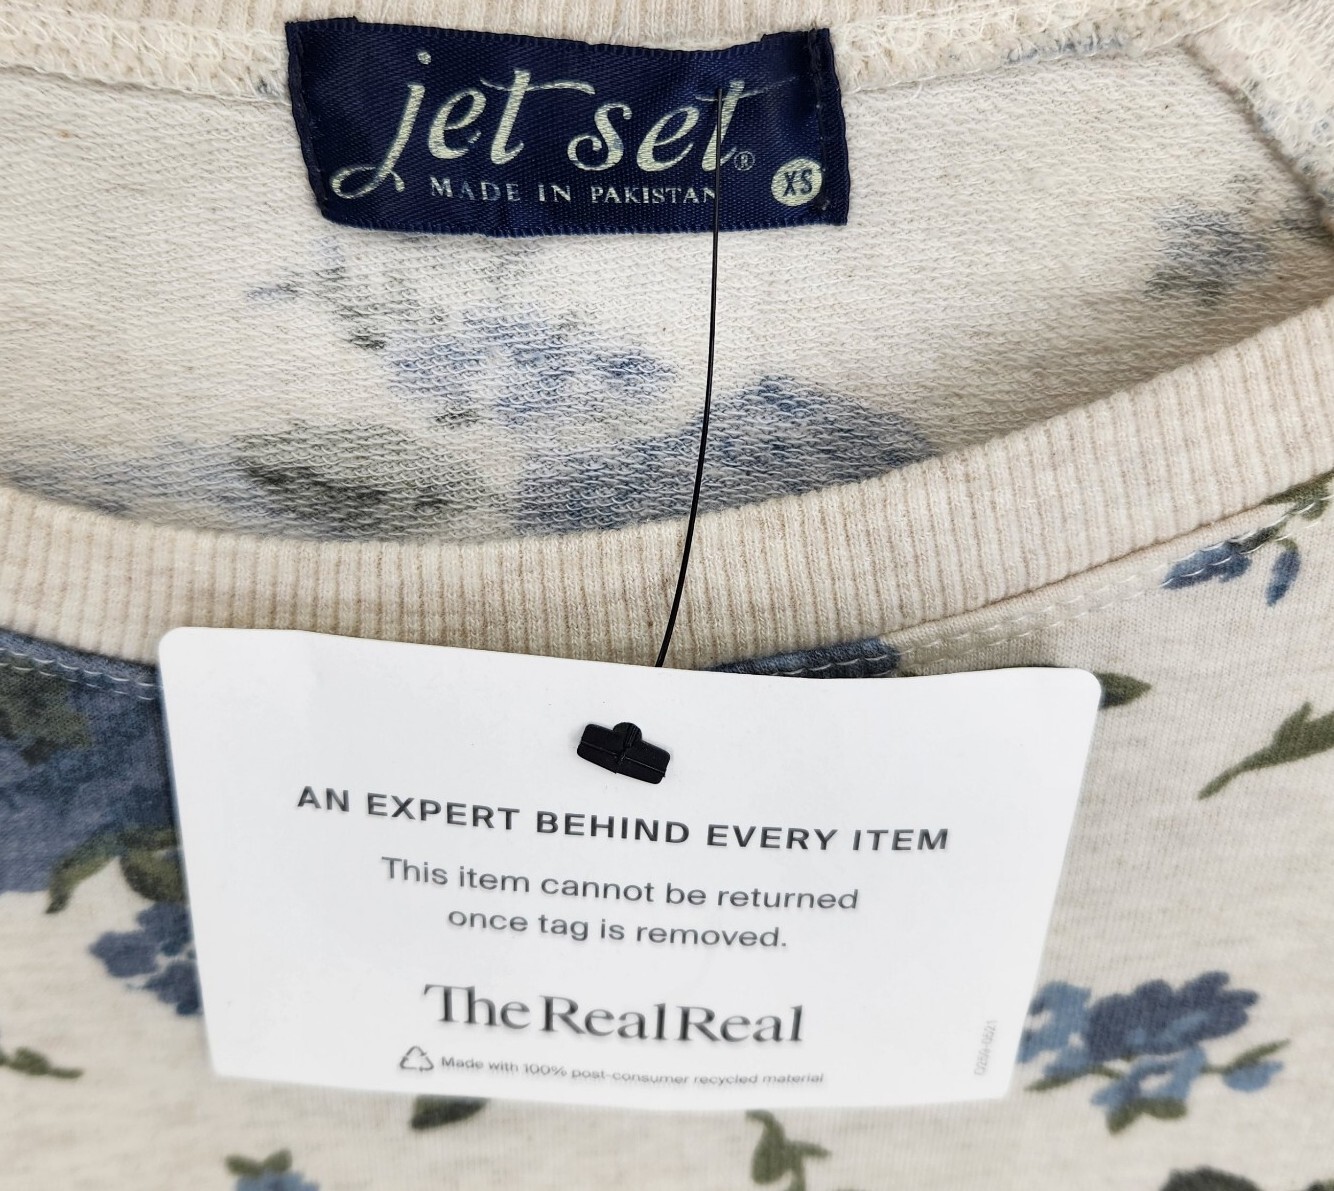 jet set®
MADE IN PAKISTAN
XS
AN EXPERT BEHIND EVERY ITEM
This item cannot be returned
once tag is removed.
The RealReal
Made with 100% post-consumer recycled material